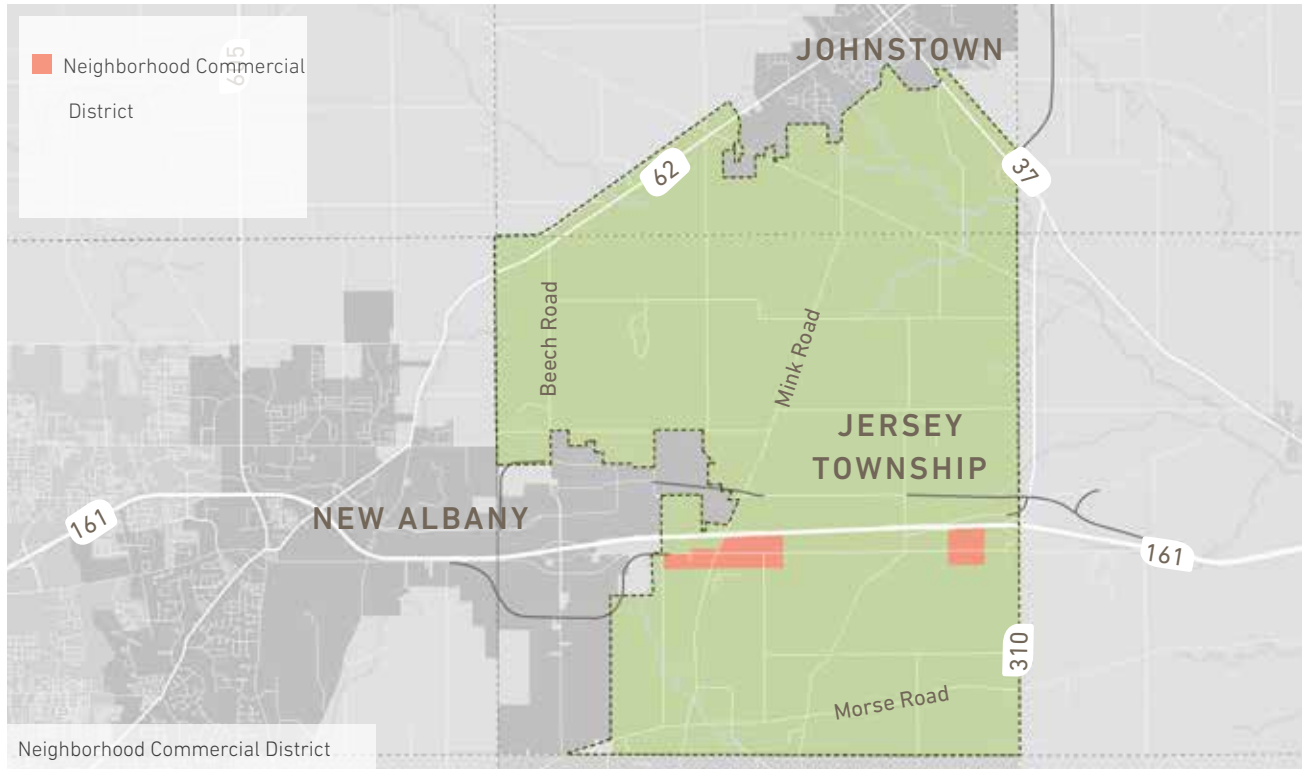 JOHNSTOWN
Neighborhood Commercial
District
62
37
Beech Road
Mink Road
JERSEY
TOWNSHIP
NEW ALBANY
161
161
310
Morse Road
Neighborhood Commercial District